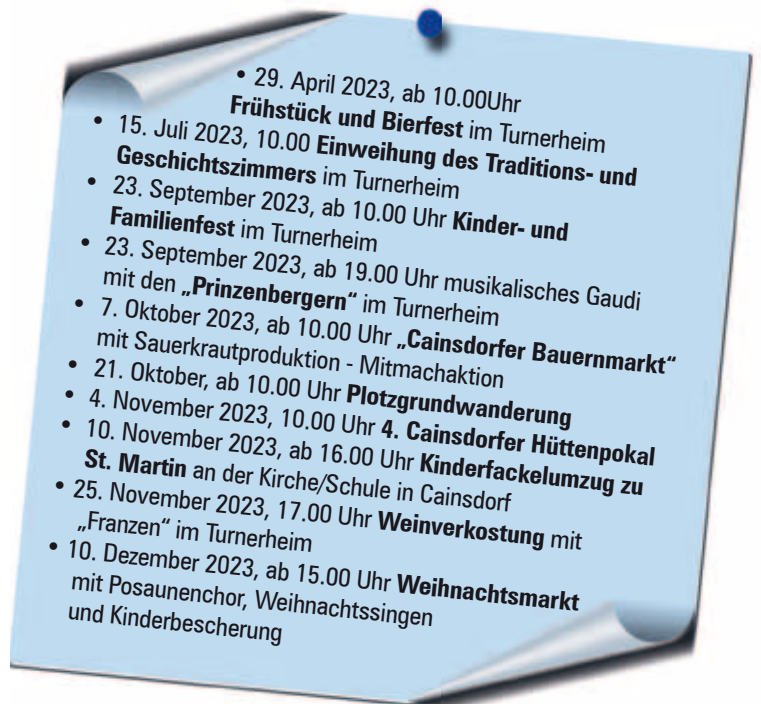 • 29. April 2023, ab 10.00Uhr
Frühstück und Bierfest im Turnerheim
• 15. Juli 2023, 10.00 Einweihung des Traditions- und
Geschichtszimmers im Turnerheim
• 23. September 2023, ab 10.00 Uhr Kinder- und
Familienfest im Turnerheim
• 23. September 2023, ab 19.00 Uhr musikalisches Gaudi
mit den „Prinzenbergern“ im Turnerheim
• 7. Oktober 2023, ab 10.00 Uhr „Cainsdorfer Bauernmarkt“
mit Sauerkrautproduktion - Mitmachaktion
• 21. Oktober, ab 10.00 Uhr Plotzgrundwanderung
• 4. November 2023, 10.00 Uhr 4. Cainsdorfer Hüttenpokal
• 10. November 2023, ab 16.00 Uhr Kinderfackelumzug zu
St. Martin an der Kirche/Schule in Cainsdorf
• 25. November 2023, 17.00 Uhr Weinverkostung mit
„Franzen“ im Turnerheim
• 10. Dezember 2023, ab 15.00 Uhr Weihnachtsmarkt
mit Posaunenchor, Weihnachtssingen
und Kinderbescherung